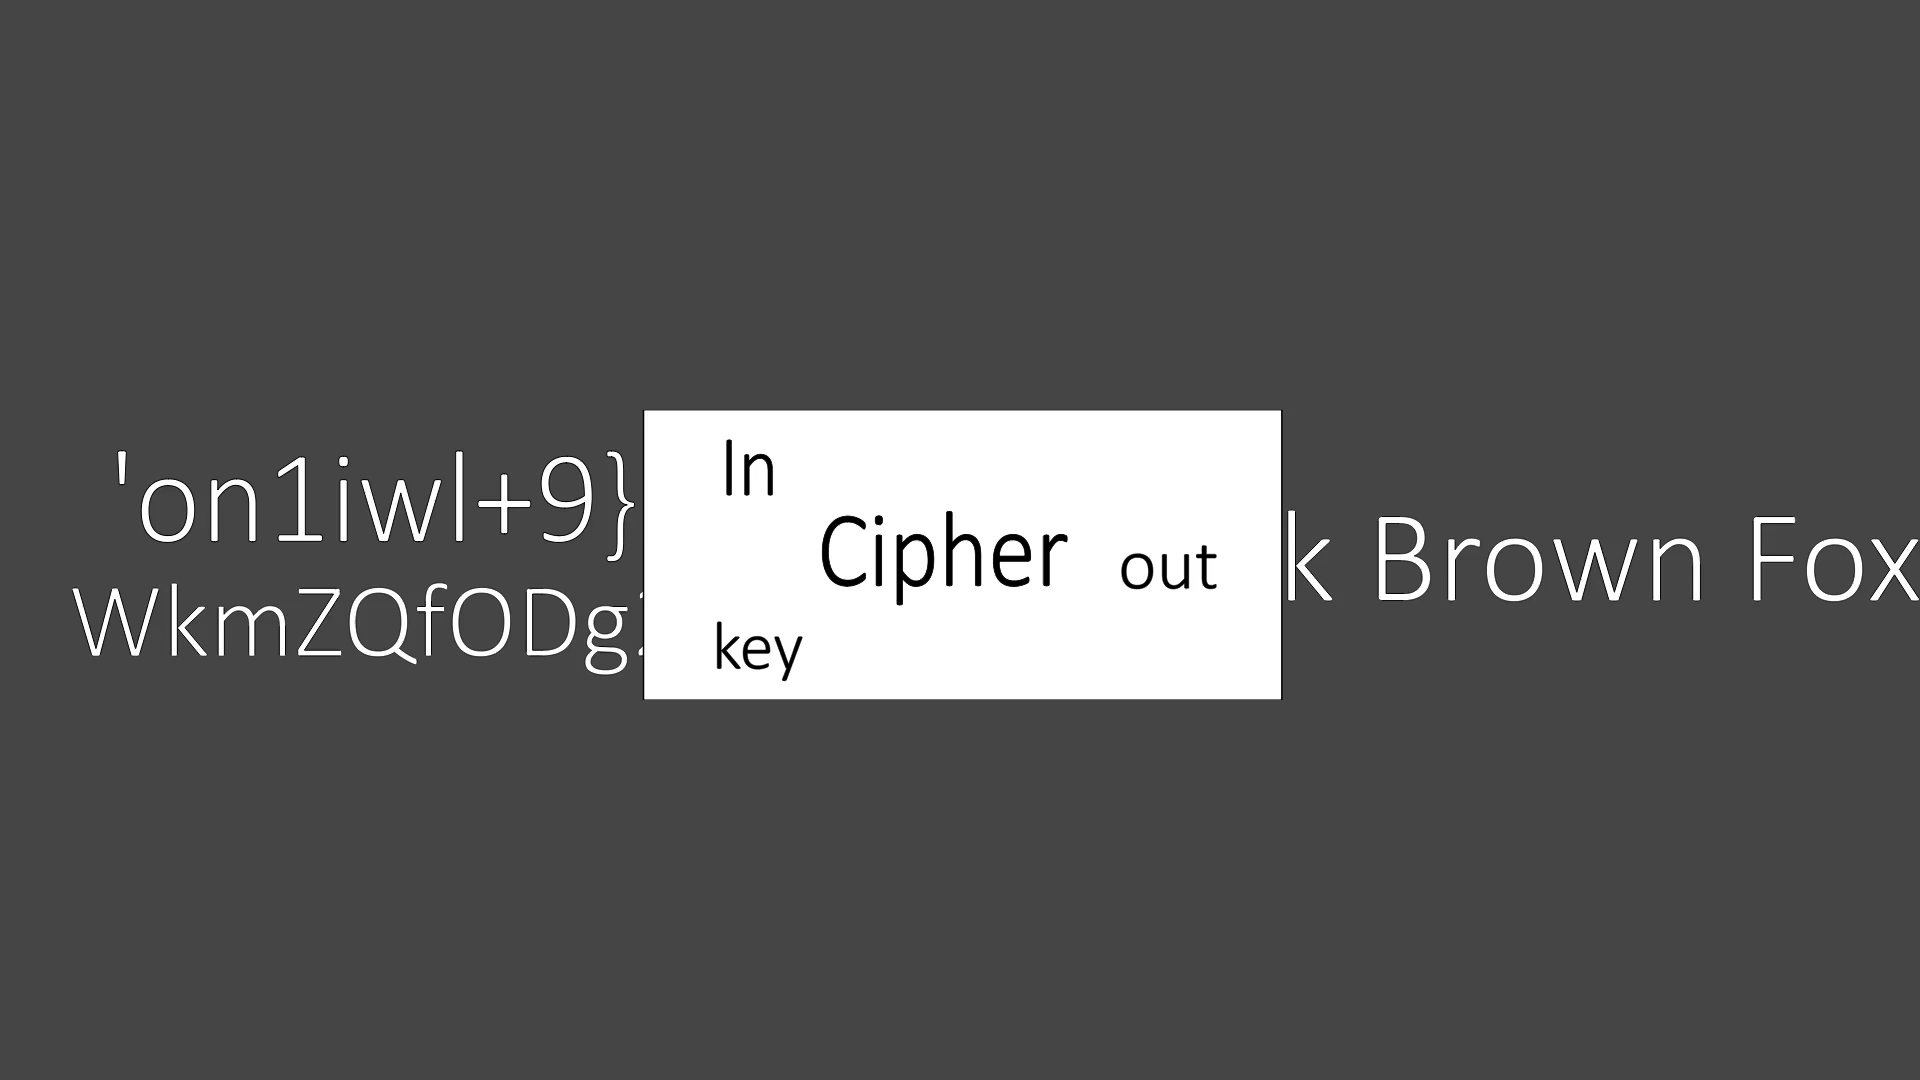 In
'on1iwl+9}
Cipher out
k Brown Fox
WkmZQfODg
key